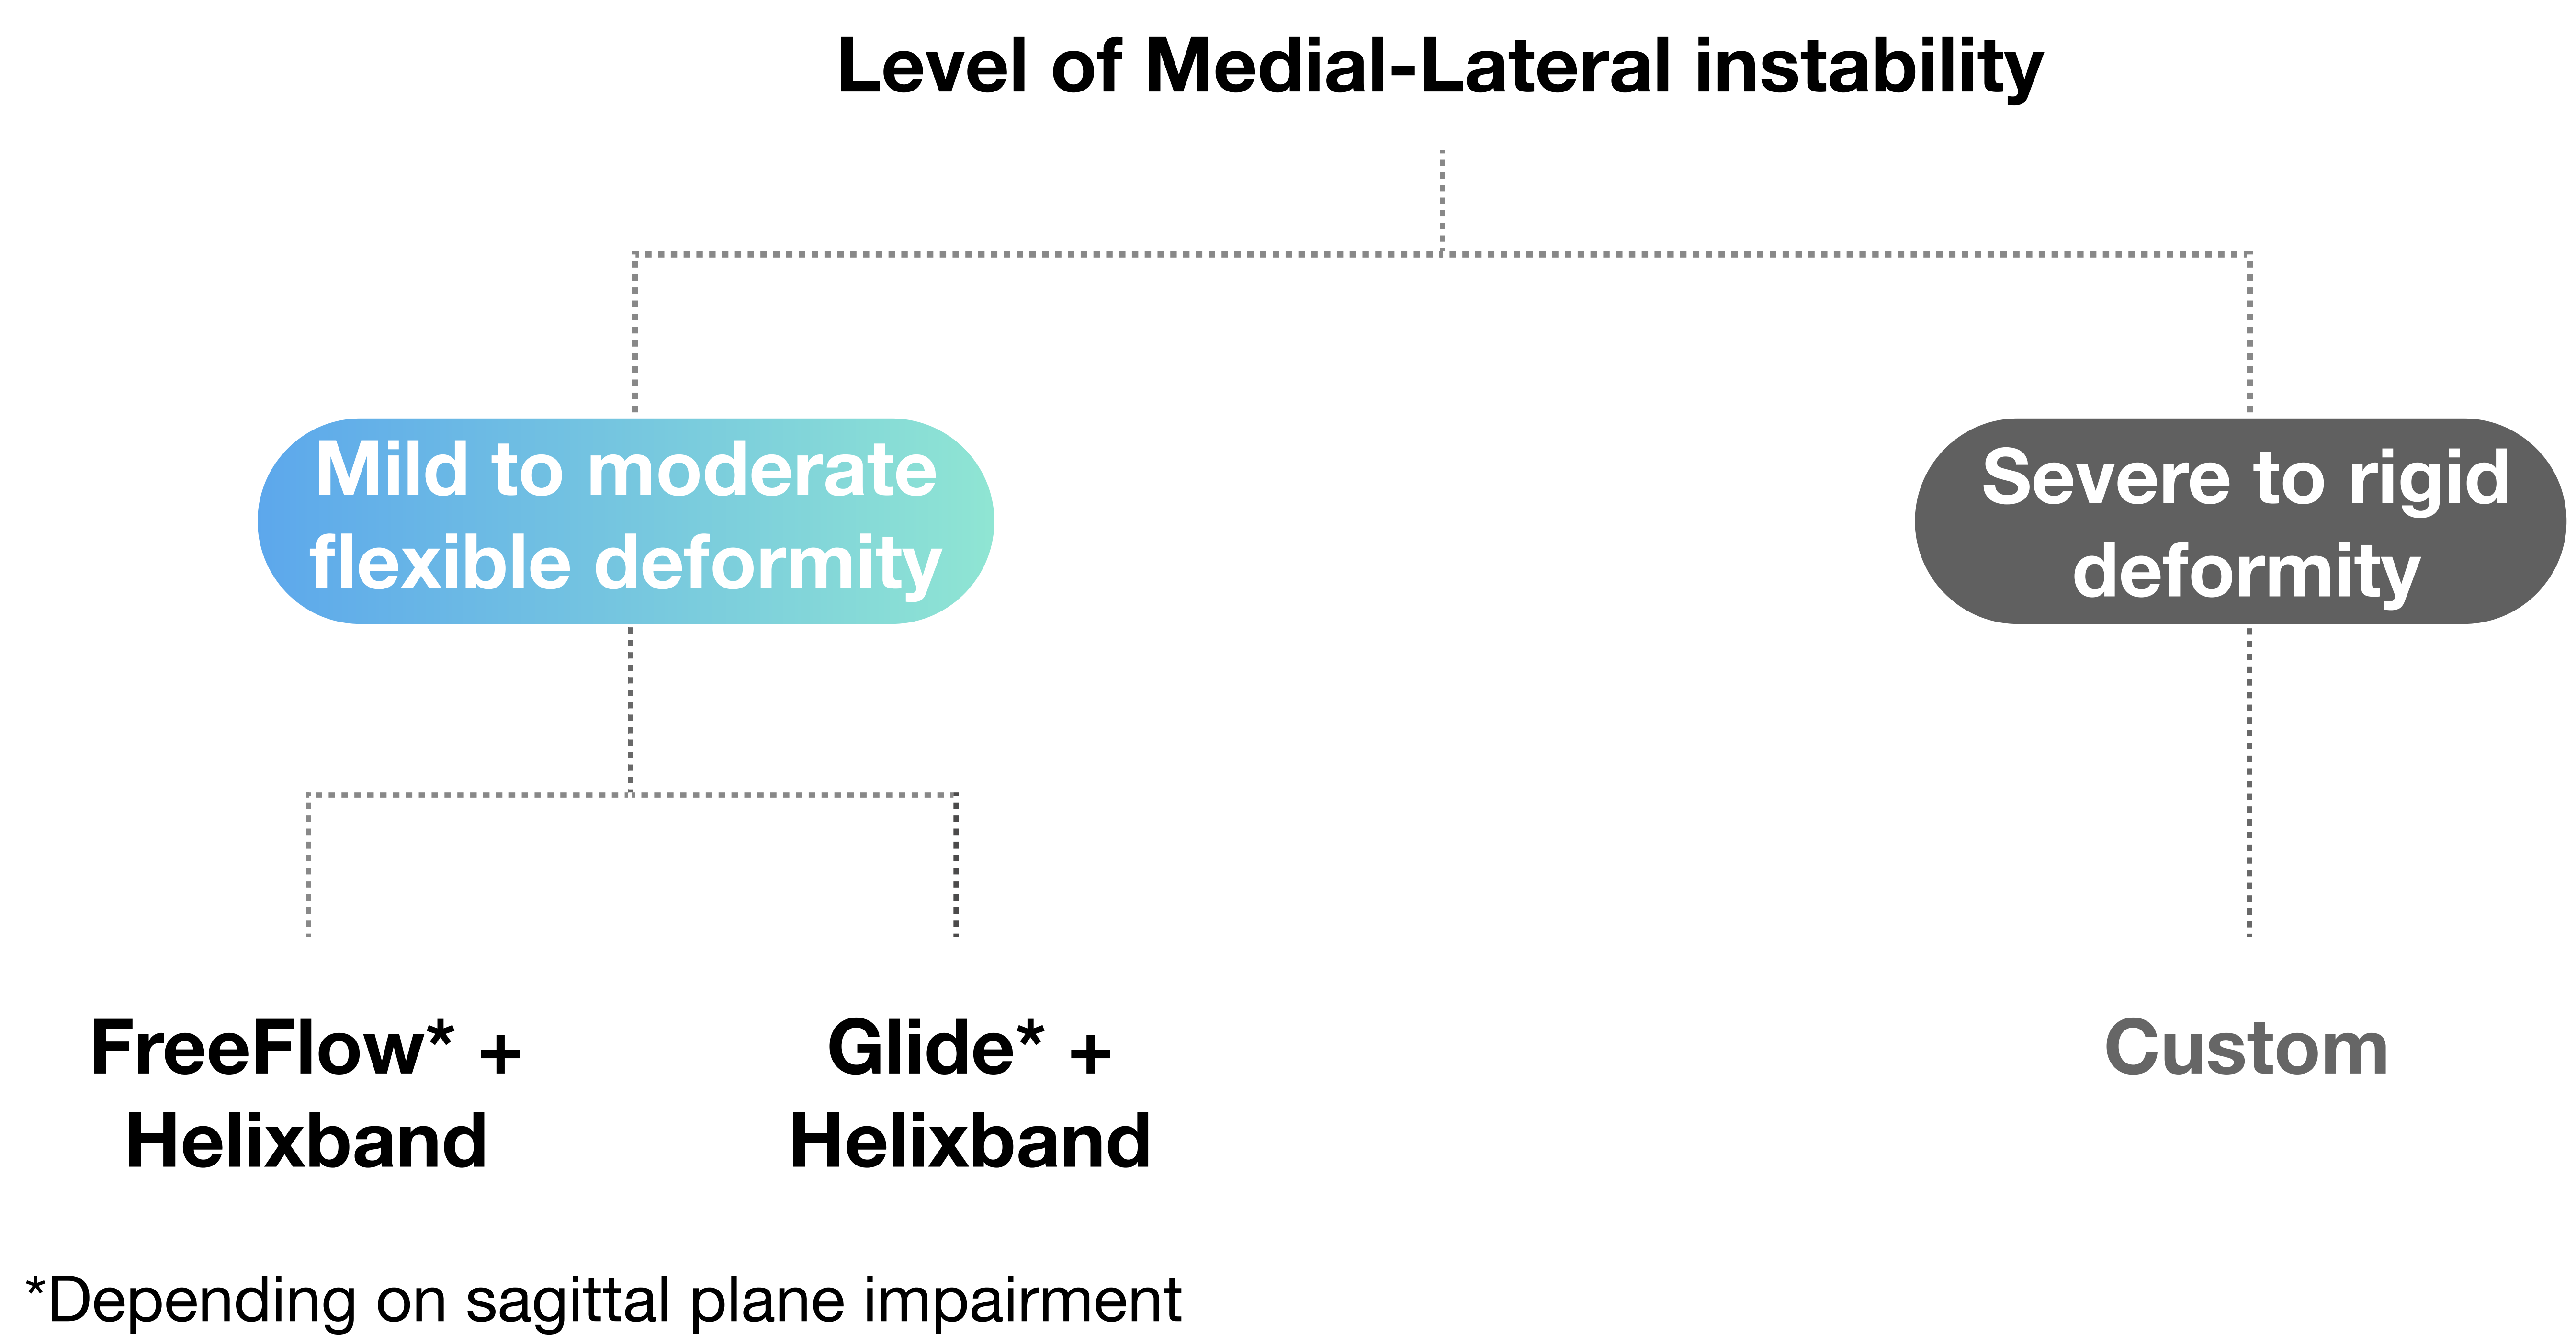 Level of Medial-Lateral instability
Mild to moderate
flexible deformity
Severe to rigid
deformity
FreeFlow* +
Helixband
Glide* +
Helixband
Custom
*Depending on sagittal plane impairment